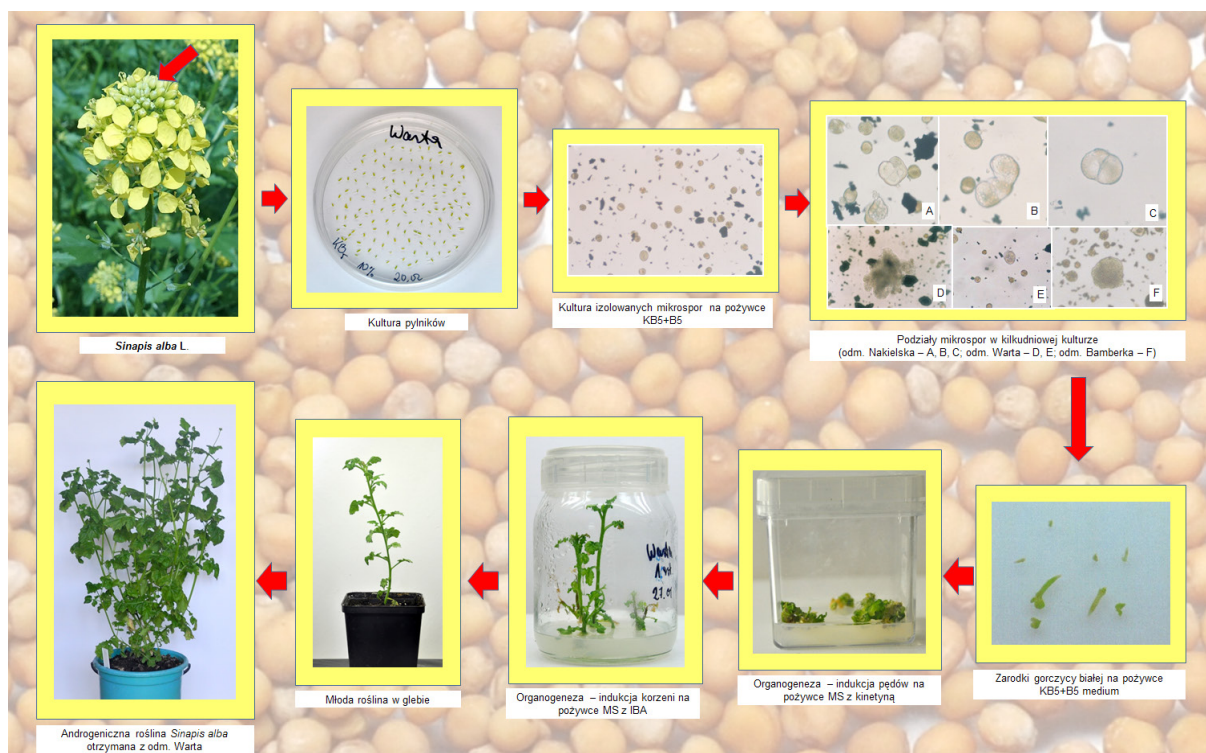 Sinapis alba L.
Warta
KB5
10%
Kultura pylników
Kultura izolowanych mikrospor na pożywce
KB5+B5
A
B
C
D
E
F
Podziały mikrospor w kilkudniowej kulturze
(odm. Nakielska – A, B, C; odm. Warta – D, E; odm. Bamberka – F)
Zarodki gorczycy białej na pożywce
KB5+B5 medium
Organogeneza – indukcja pędów na
pożywce MS z kinetyną
Warta
Organogeneza – indukcja korzeni na
pożywce MS z IBA
Młoda roślina w glebie
Androgeniczna roślina Sinapis alba
otrzymana z odm. Warta